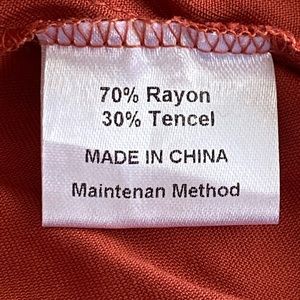 70% Rayon
30% Tencel
MADE IN CHINA
Maintenan Method